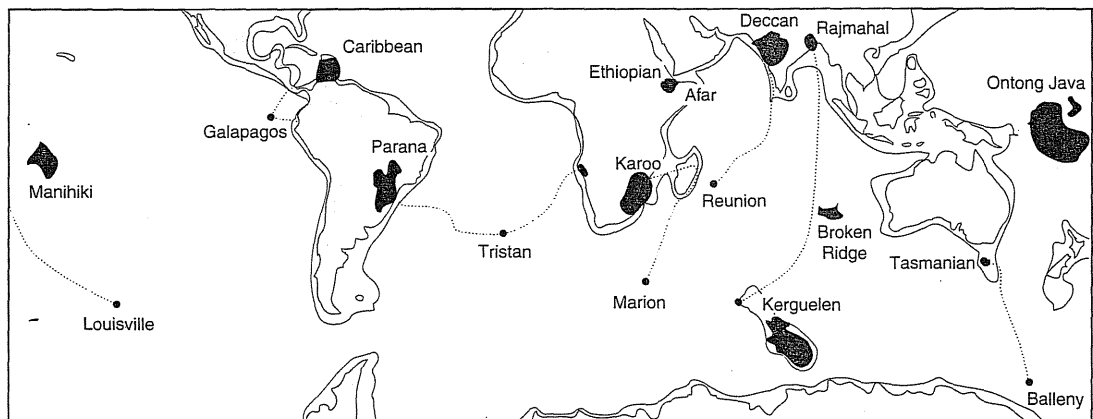 Deccan
Rajmahal
Caribbean
Ethiopian
Afar
Ontong Java
Galapagos
Parana
Karoo
Manihiki
Reunion
Broken
Ridge
Tristan
Tasmanian
Marion
Kerguelen
Louisville
Balleny